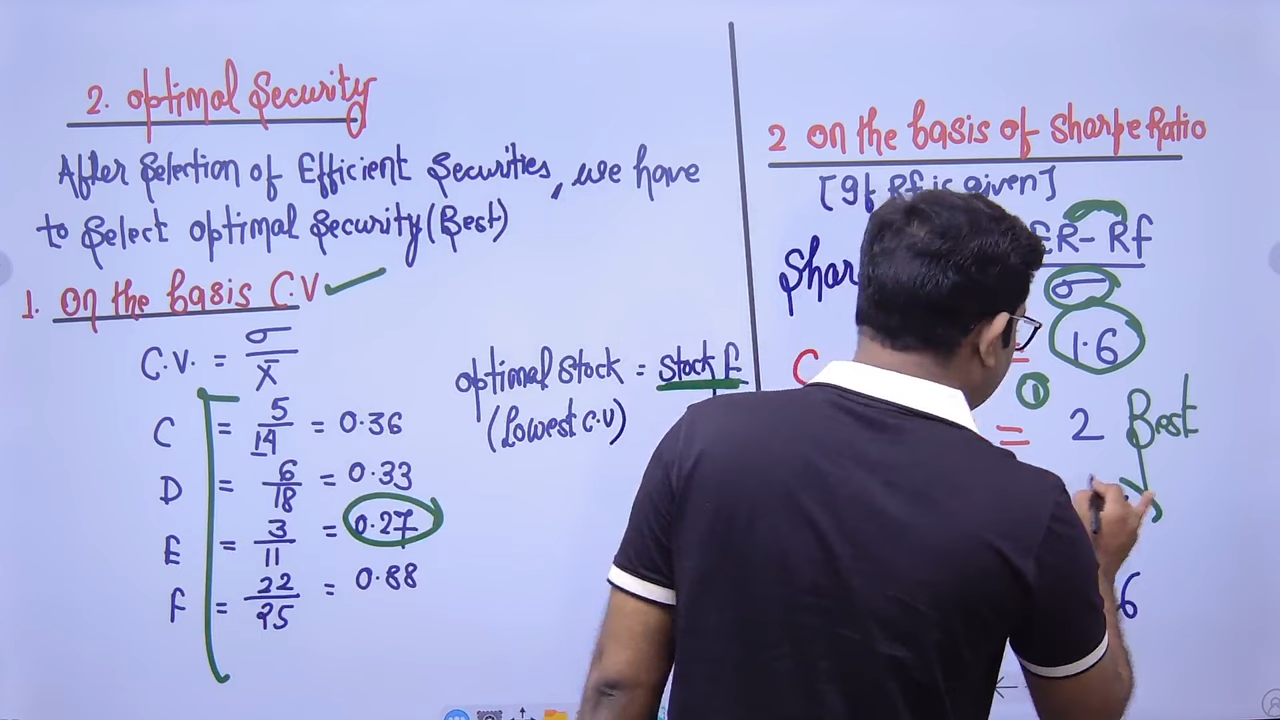 2. Optimal Security
After Selection of Efficient Securities, we have
to Select Optimal Security (Best)
1. On the basis C.V
C.V. = σ / x̄
C = 5/14 = 0.36
D = 6/18 = 0.33
E = 3/11 = 0.27
F = 22/25 = 0.88
Optimal Stock = Stock E
(Lowest C.V)
2 On the basis of Sharpe Ratio
[If Rf is given]
R - Rf
σ
C = 1.6
①
= 2 Best
6